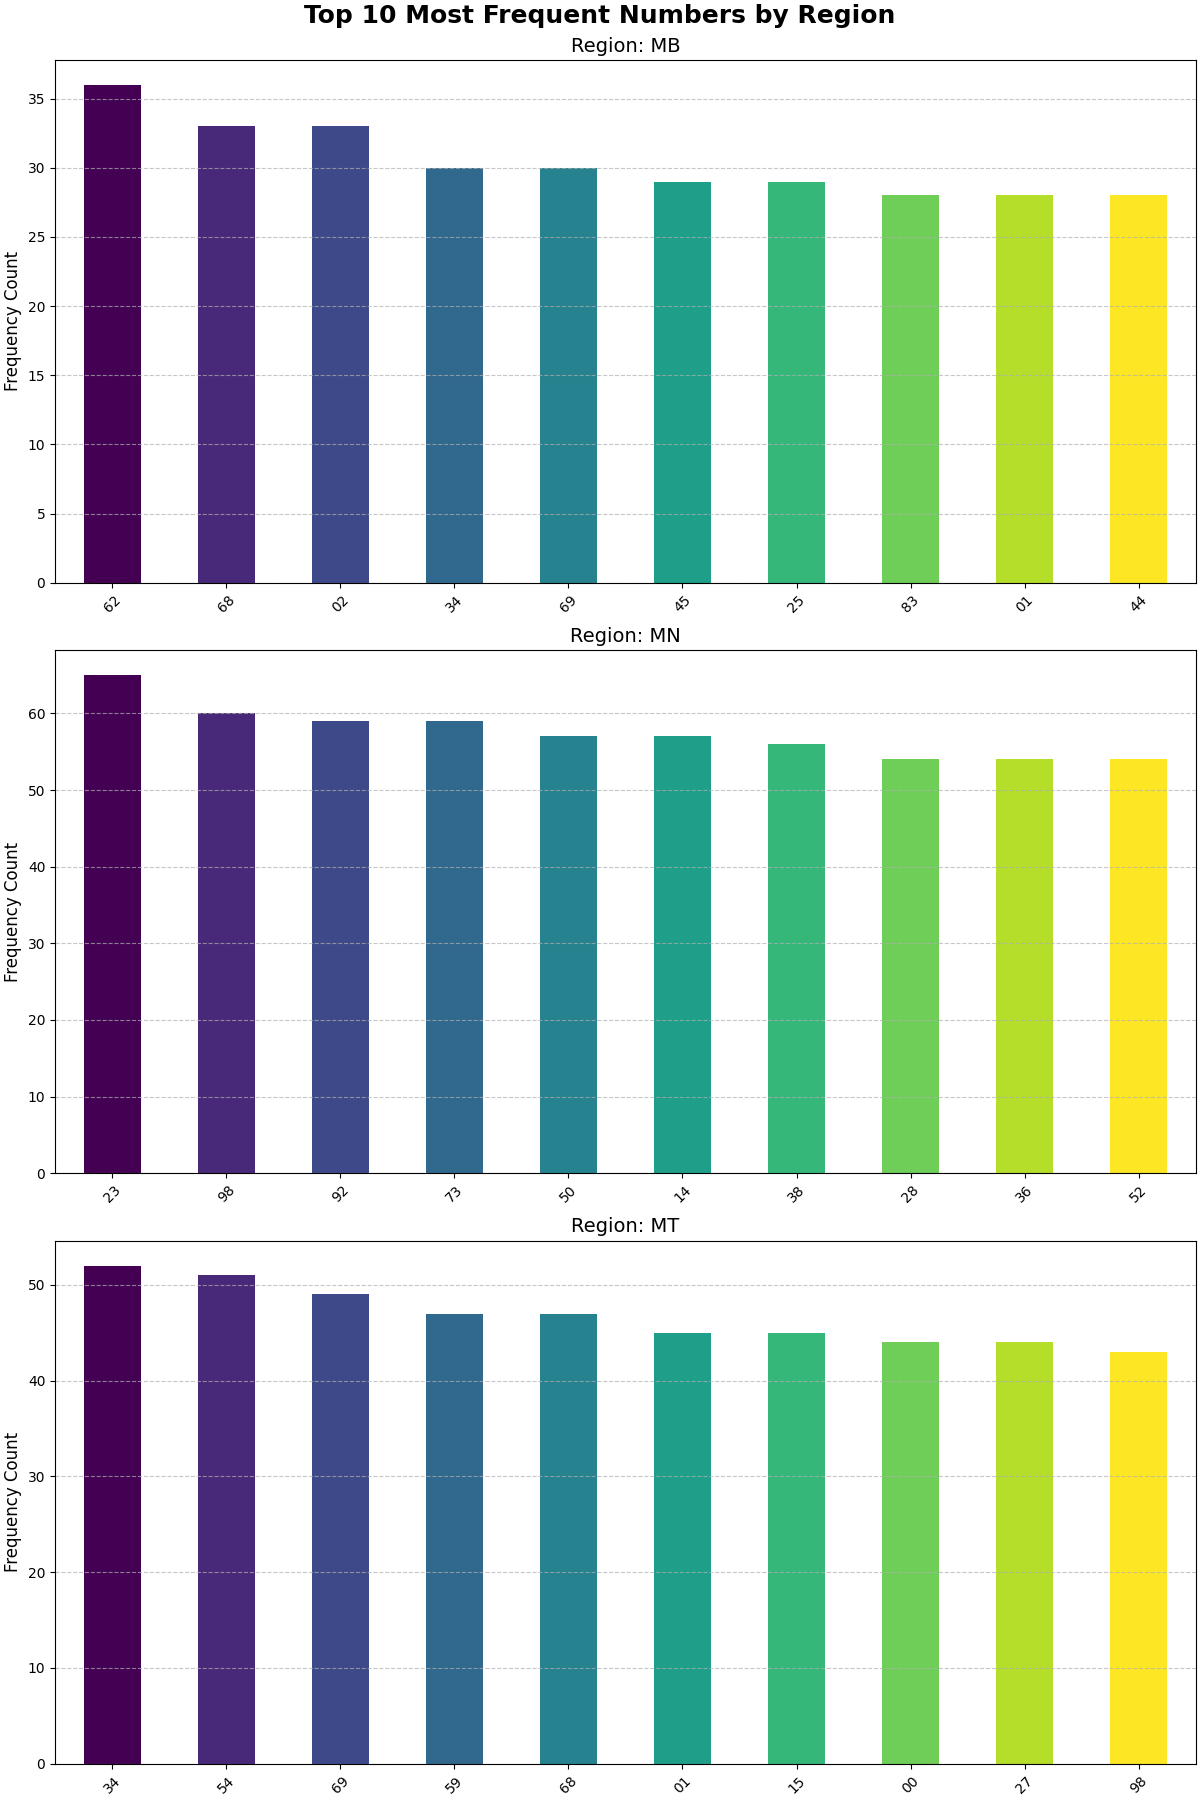 Top 10 Most Frequent Numbers by Region
Region: MB
Frequency Count
35
30
25
20
15
10
5
0
62 68 02 34 69 45 25 83 01 44
Region: MN
Frequency Count
60
50
40
30
20
10
0
23 98 92 73 50 14 38 28 36 52
Region: MT
Frequency Count
50
40
30
20
10
0
34 54 69 59 68 01 15 00 27 98